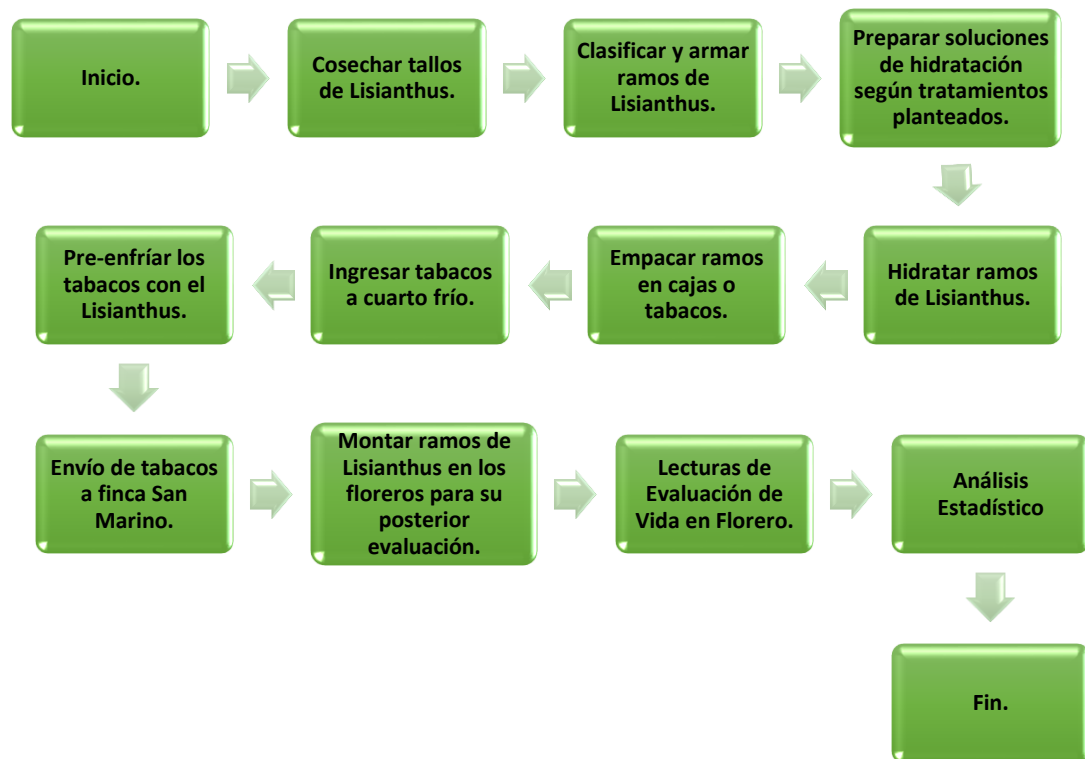 Inicio.
Cosechar tallos
de Lisianthus.
Clasificar y armar
ramos de
Lisianthus.
Preparar soluciones
de hidratación
según tratamientos
planteados.
Hidratar ramos
de Lisianthus.
Empacar ramos
en cajas o
tabacos.
Ingresar tabacos
a cuarto frío.
Pre-enfríar los
tabacos con el
Lisianthus.
Envío de tabacos
a finca San
Marino.
Montar ramos de
Lisianthus en los
floreros para su
posterior
evaluación.
Lecturas de
Evaluación de
Vida en Florero.
Análisis
Estadístico
Fin.